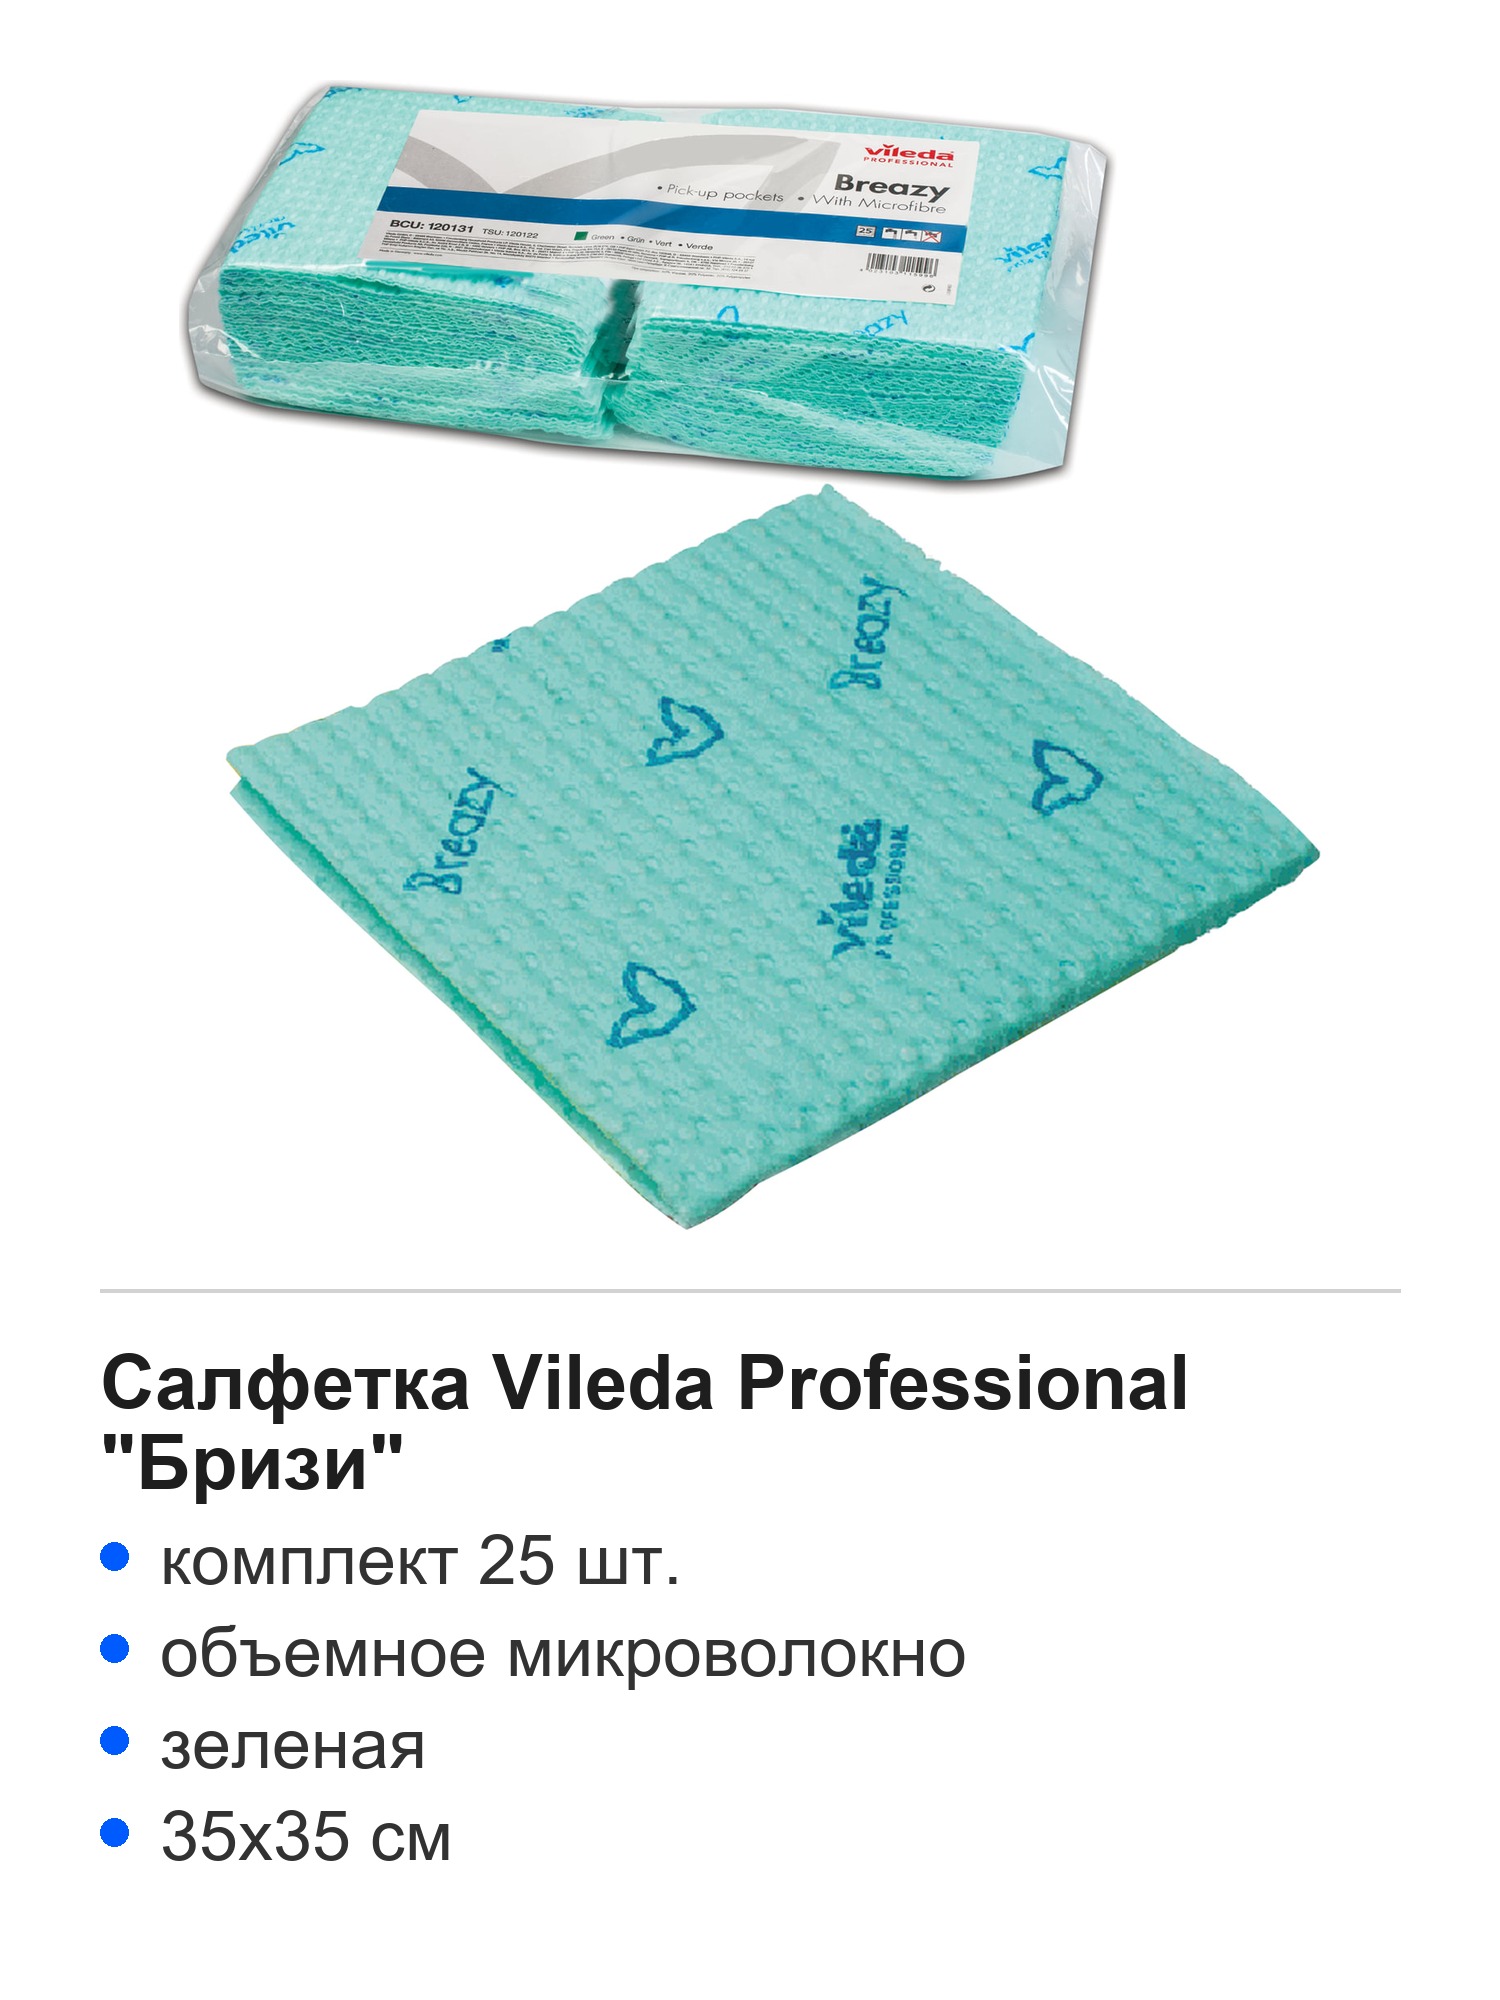 vileda
PROFESSIONAL
Breazy
• Pick-up pockets • With Microfibre
BCU: 120131 TSU: 120122
Green • Grün • Vert • Verde
25
vileda
Breazy
Breazy
vileda
PROFESSIONAL
Салфетка Vileda Professional
"Бризи"
комплект 25 шт.
объемное микроволокно
зеленая
35х35 см